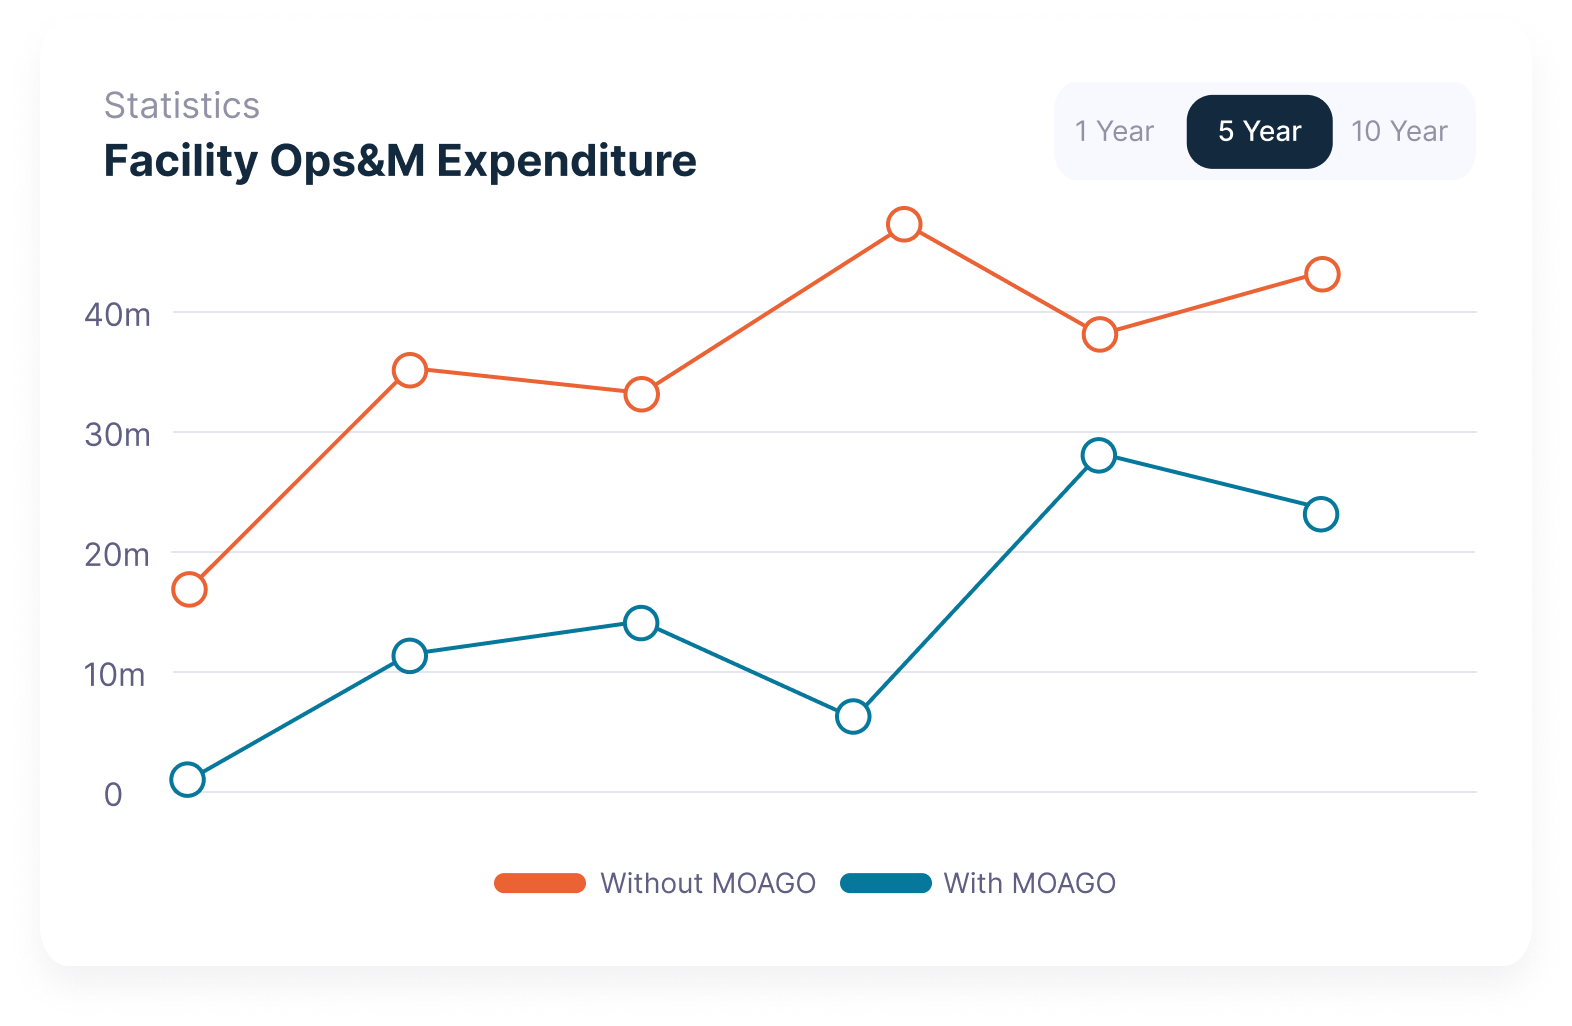 Statistics
Facility Ops&M Expenditure
1 Year 5 Year 10 Year
40m
30m
20m
10m
0
Without MOAGO With MOAGO